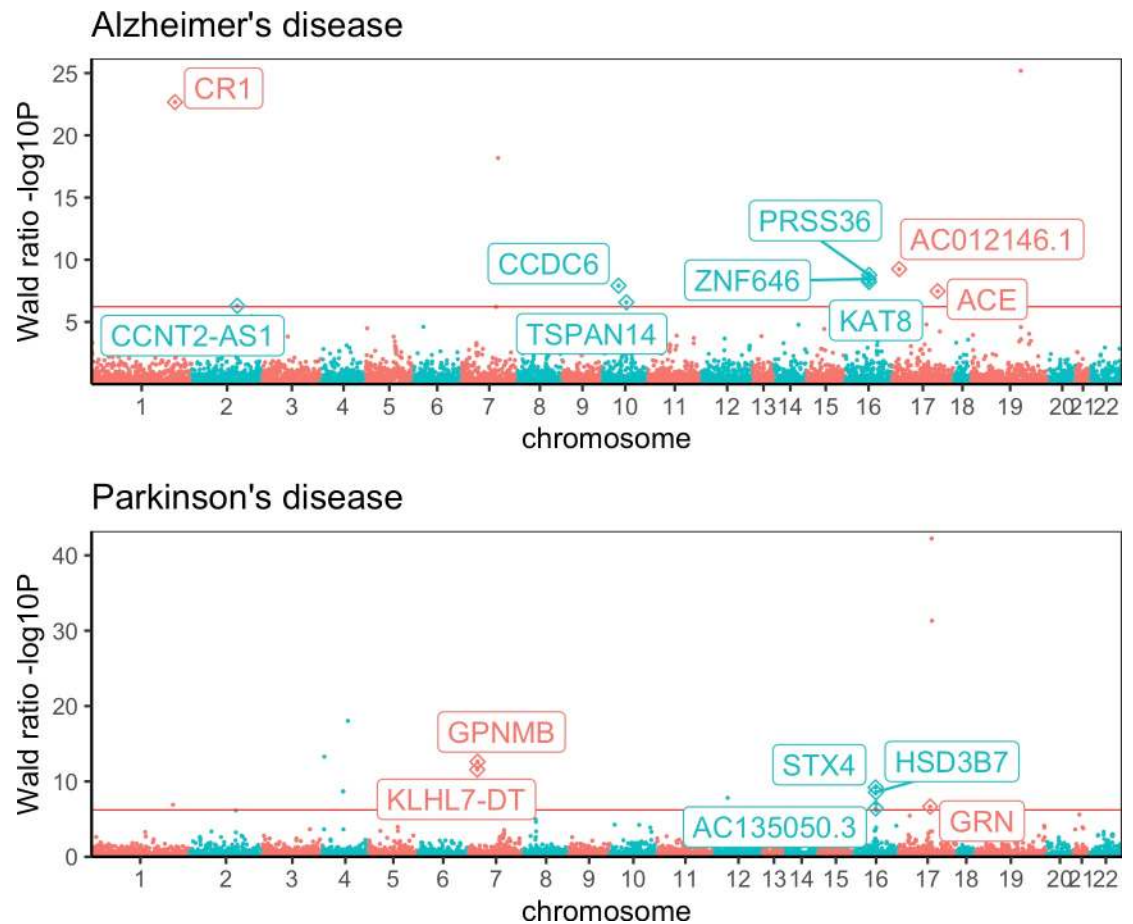 Alzheimer's disease
Wald ratio -log10P
25
20
15
10
5
CR1
PRSS36
AC012146.1
CCDC6
ZNF646
ACE
CCNT2-AS1
TSPAN14
KAT8
1 2 3 4 5 6 7 8 9 10 11 12 13 14 15 16 17 18 19 20 21 22
chromosome
Parkinson's disease
Wald ratio -log10P
40
30
20
10
0
GPNMB
STX4
HSD3B7
KLHL7-DT
AC135050.3
GRN
1 2 3 4 5 6 7 8 9 10 11 12 13 14 15 16 17 18 19 20 21 22
chromosome